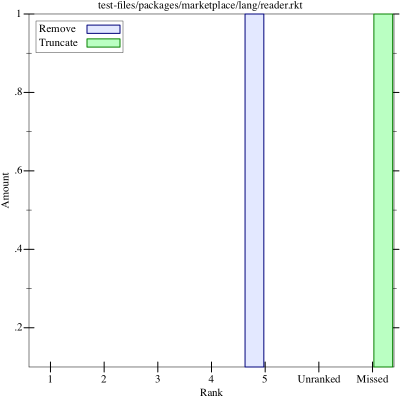 test-files/packages/marketplace/lang/reader.rkt
Remove
Truncate
1
.8
.6
.4
.2
Amount
1 2 3 4 5 Unranked Missed
Rank